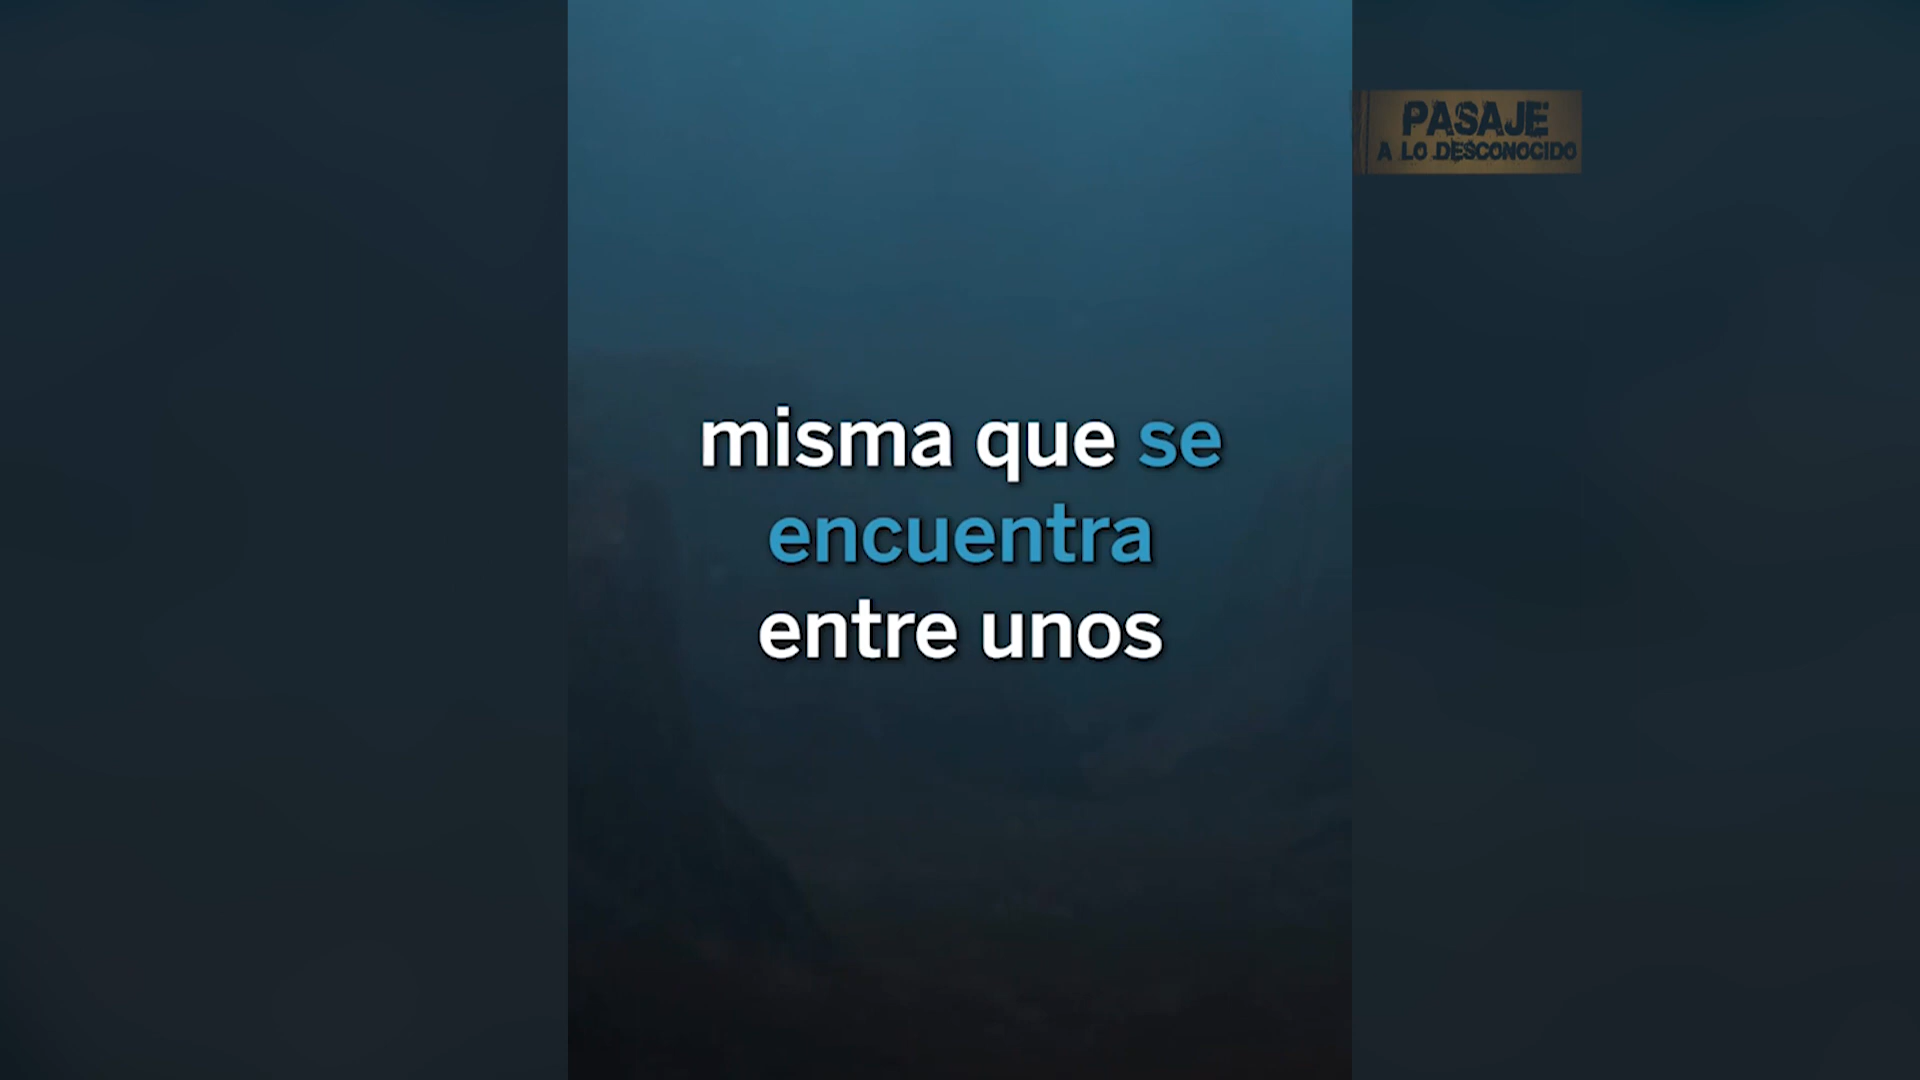 PASAJE
A LO DESCONOCIDO
misma que se
encuentra
entre unos